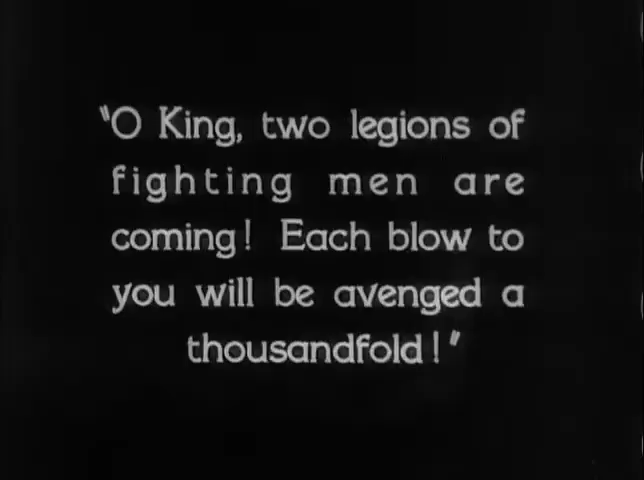 "O King, two legions of
fighting men are
coming! Each blow to
you will be avenged a
thousandfold!"